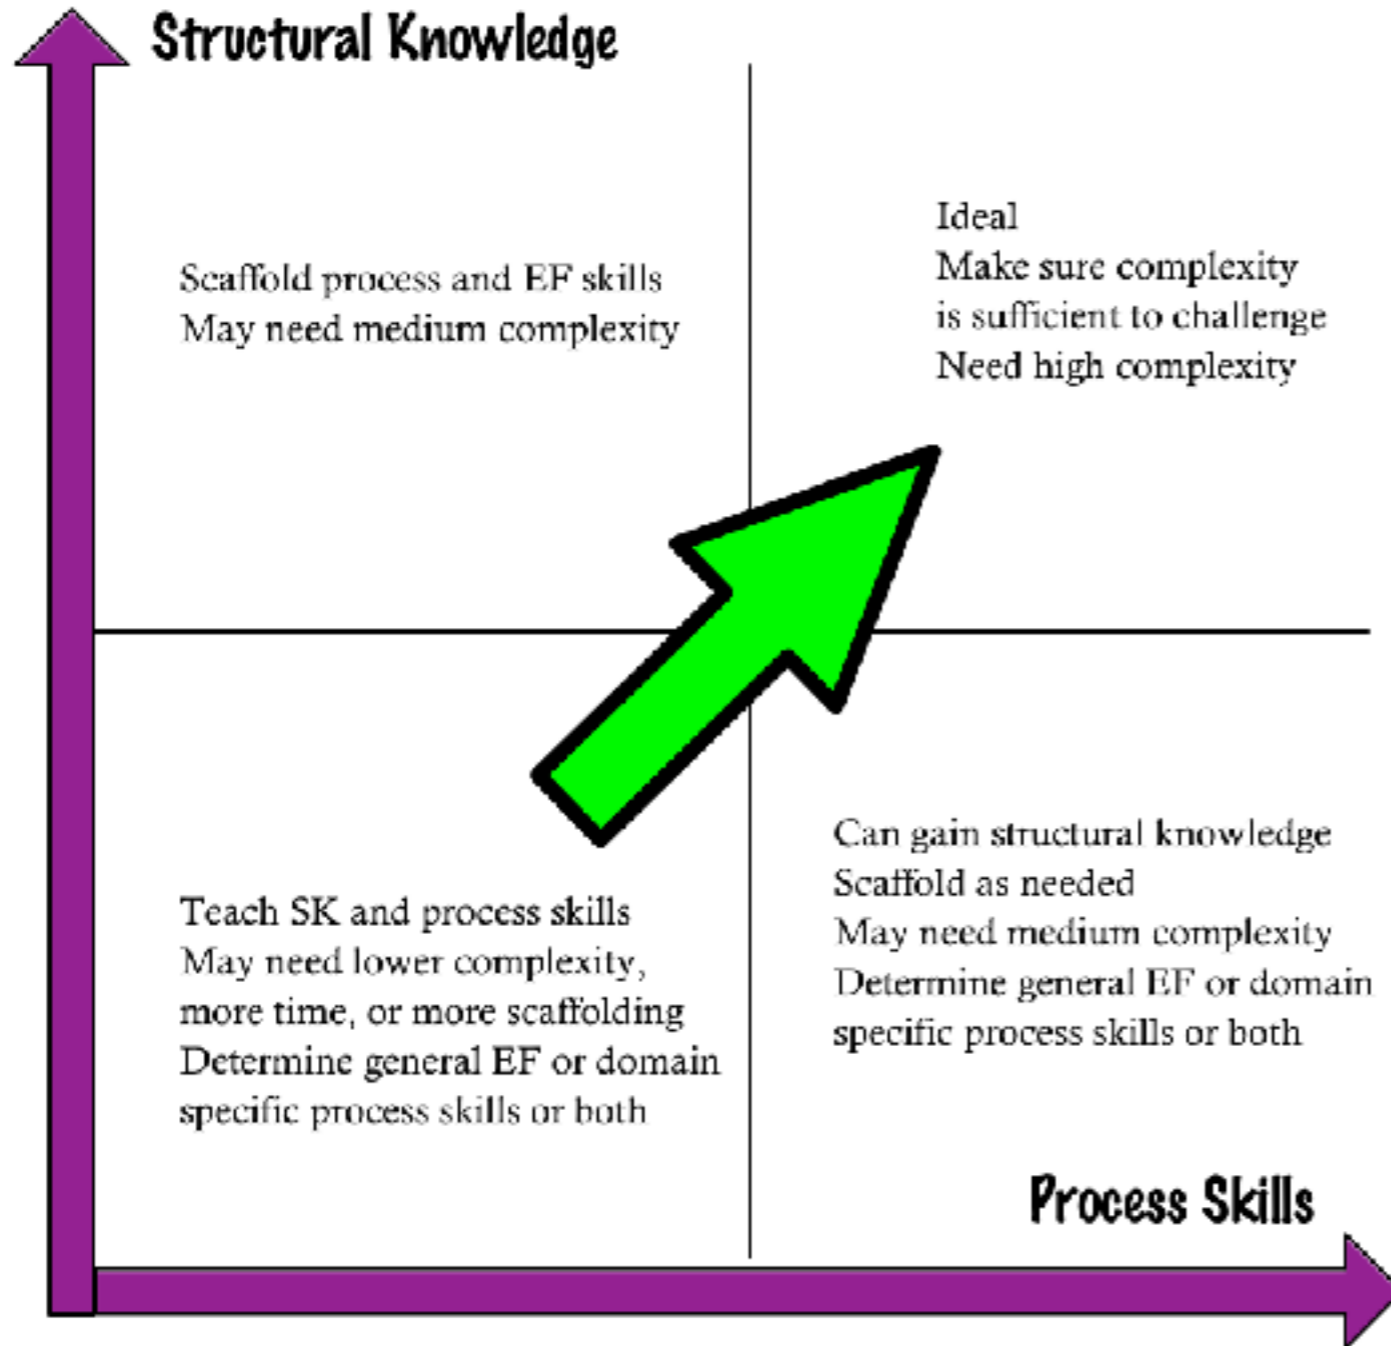 Structural Knowledge
Scaffold process and EF skills
May need medium complexity
Ideal
Make sure complexity
is sufficient to challenge
Need high complexity
Teach SK and process skills
May need lower complexity,
more time, or more scaffolding
Determine general EF or domain
specific process skills or both
Can gain structural knowledge
Scaffold as needed
May need medium complexity
Determine general EF or domain
specific process skills or both
Process Skills